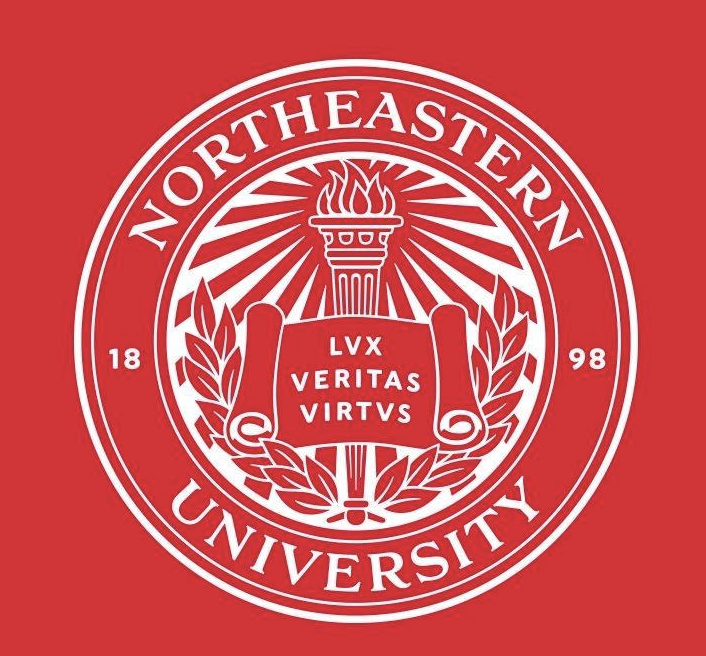 NORTHEASTERN
18 98
LVX
VERITAS
VIRTVS
UNIVERSITY